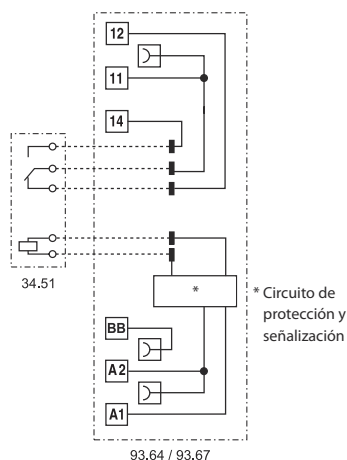 12
11
14
34.51
*
* Circuito de
protección y
señalización
BB
A2
A1
93.64 / 93.67